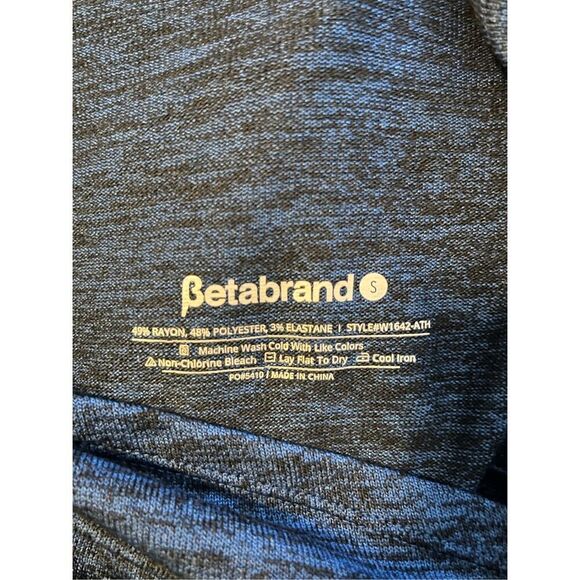 βetabrand S
49% RAYON, 48% POLYESTER, 3% ELASTANE | STYLE#W1642-ATH
Machine Wash Cold With Like Colors
Non-Chlorine Bleach Lay Flat To Dry Cool Iron
PO#5410 / MADE IN CHINA